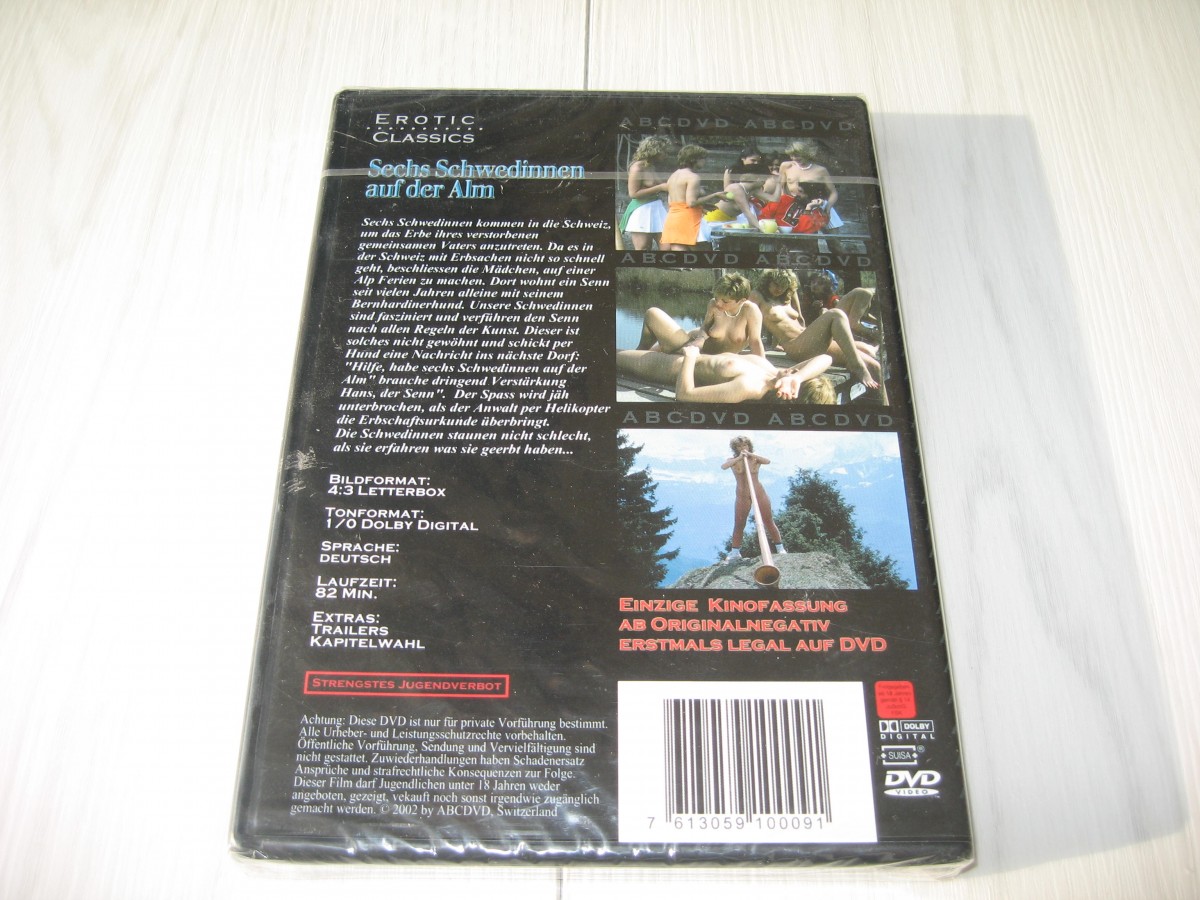 EROTIC
CLASSICS
Sechs Schwedinnen
auf der Alm
Sechs Schwedinnen kommen in die Schweiz,
um das Erbe ihres verstorbenen
gemeinsamen Vaters anzutreten. Da es in
der Schweiz mit Erbsachen nicht so schnell
geht, beschliessen die Mädchen, auf einer
Alp Ferien zu machen. Dort wohnt ein Senn
seit vielen Jahren alleine mit seinem
Bernhardinerhund. Unsere Schwedinnen
sind fasziniert und verführen den Senn
nach allen Regeln der Kunst. Dieser ist
solches nicht gewöhnt und schickt per
Hund eine Nachricht ins nächste Dorf:
"Hilfe, habe sechs Schwedinnen auf der
Alm" brauche dringend Verstärkung
Hans, der Senn". Der Spass wird jäh
unterbrochen, als der Anwalt per Helikopter
die Erbschaftsurkunde überbringt.
Die Schwedinnen staunen nicht schlecht,
als sie erfahren was sie geerbt haben...
BILDFORMAT:
4:3 LETTERBOX
TONFORMAT:
1/0 DOLBY DIGITAL
SPRACHE:
DEUTSCH
LAUFZEIT:
82 MIN.
EXTRAS:
TRAILERS
KAPITELWAHL
STRENGSTES JUGENDVERBOT
Achtung: Diese DVD ist nur für private Vorführung bestimmt.
Alle Urheber- und Leistungsschutzrechte vorbehalten.
Öffentliche Vorführung, Sendung und Vervielfältigung sind
nicht gestattet. Zuwiederhandlungen haben Schadenersatz
Ansprüche und strafrechtliche Konsequenzen zur Folge.
Dieser Film darf Jugendlichen unter 18 Jahren weder
angeboten, gezeigt, vekauft noch sonst irgendwie zugänglich
gemacht werden. © 2002 by ABCDVD, Switzerland
ABCDVD ABCDVD
ABCDVD ABCDVD
ABCDVD ABCDVD
EINZIGE KINOFASSUNG
AB ORIGINALNEGATIV
ERSTMALS LEGAL AUF DVD
7 613059 100091
DOLBY
DIGITAL
SUISA®
DVD
VIDEO